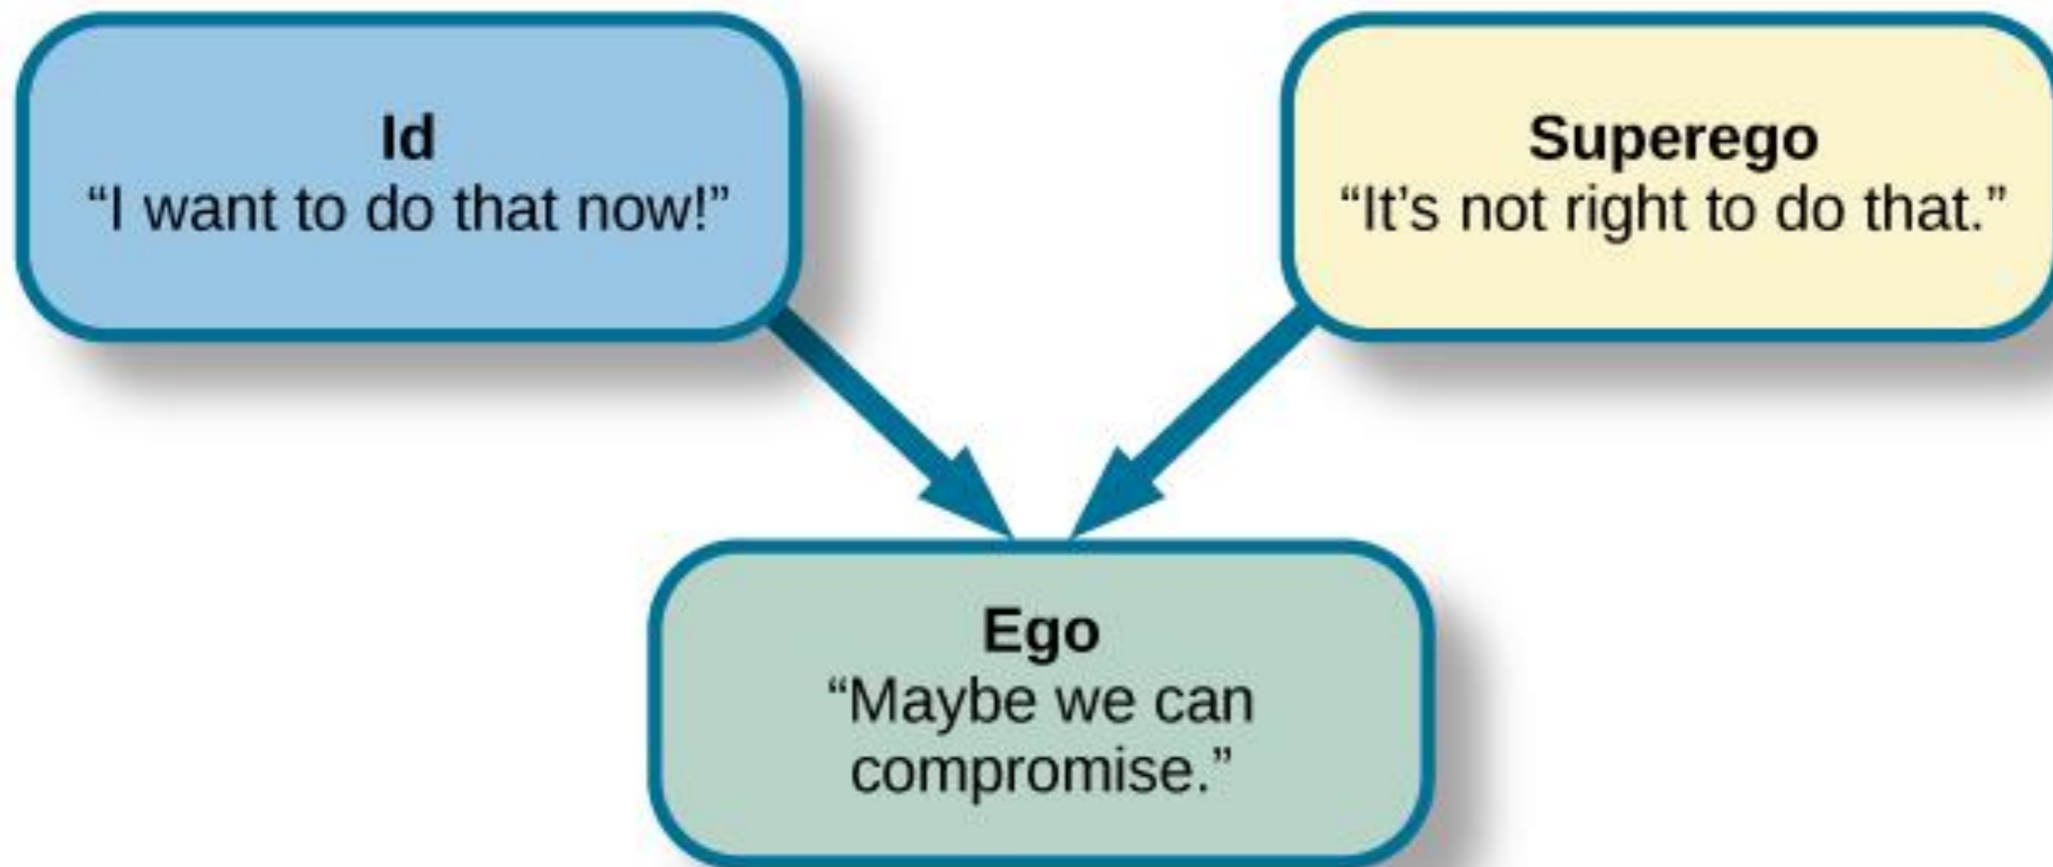 Id
“I want to do that now!”
Superego
“It’s not right to do that.”
Ego
“Maybe we can
compromise.”